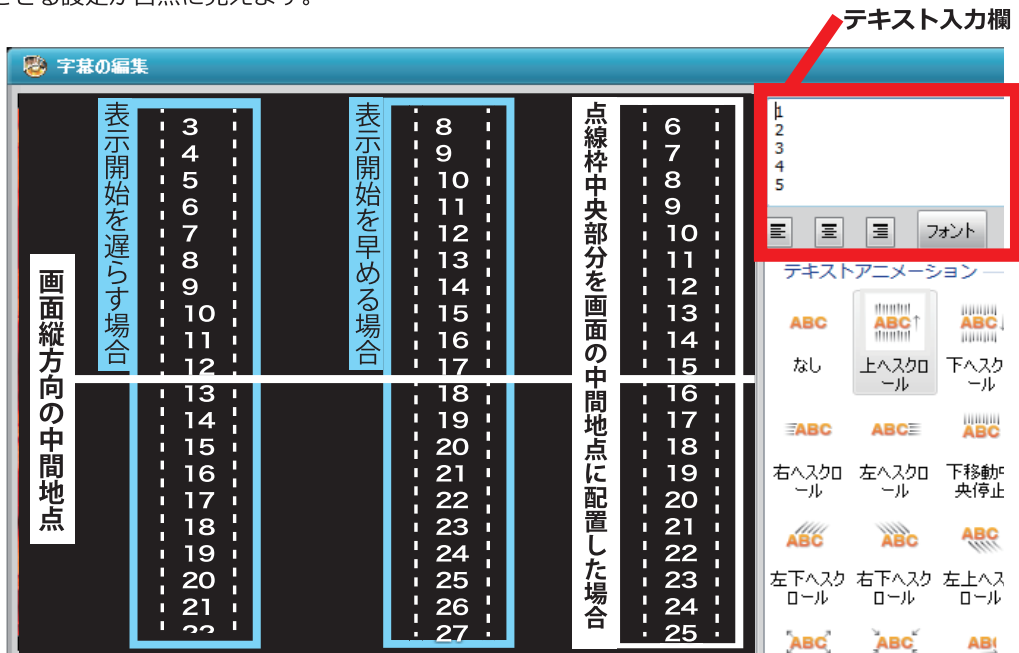 テキスト入力欄
字幕の編集
画面縦方向の中間地点
表示開始を遅らす場合
3
4
5
6
7
8
9
10
11
12
13
14
15
16
17
18
19
20
21
22
表示開始を早める場合
8
9
10
11
12
13
14
15
16
17
18
19
20
21
22
23
24
25
26
27
点線枠中央部分を画面の中間地点に配置した場合
6
7
8
9
10
11
12
13
14
15
16
17
18
19
20
21
22
23
24
25
1
2
3
4
5
フォント
テキストアニメーション
ABC
ABC
ABC
なし
上へスクロ
ール
下へスク
ール
ABC
ABC
ABC
右へスクロ
ール
左へスクロ
ール
下移動中
央停止
ABC
ABC
ABC
左下へスク
ロール
右下へスク
ロール
左上へス
ロール
ABC
ABC